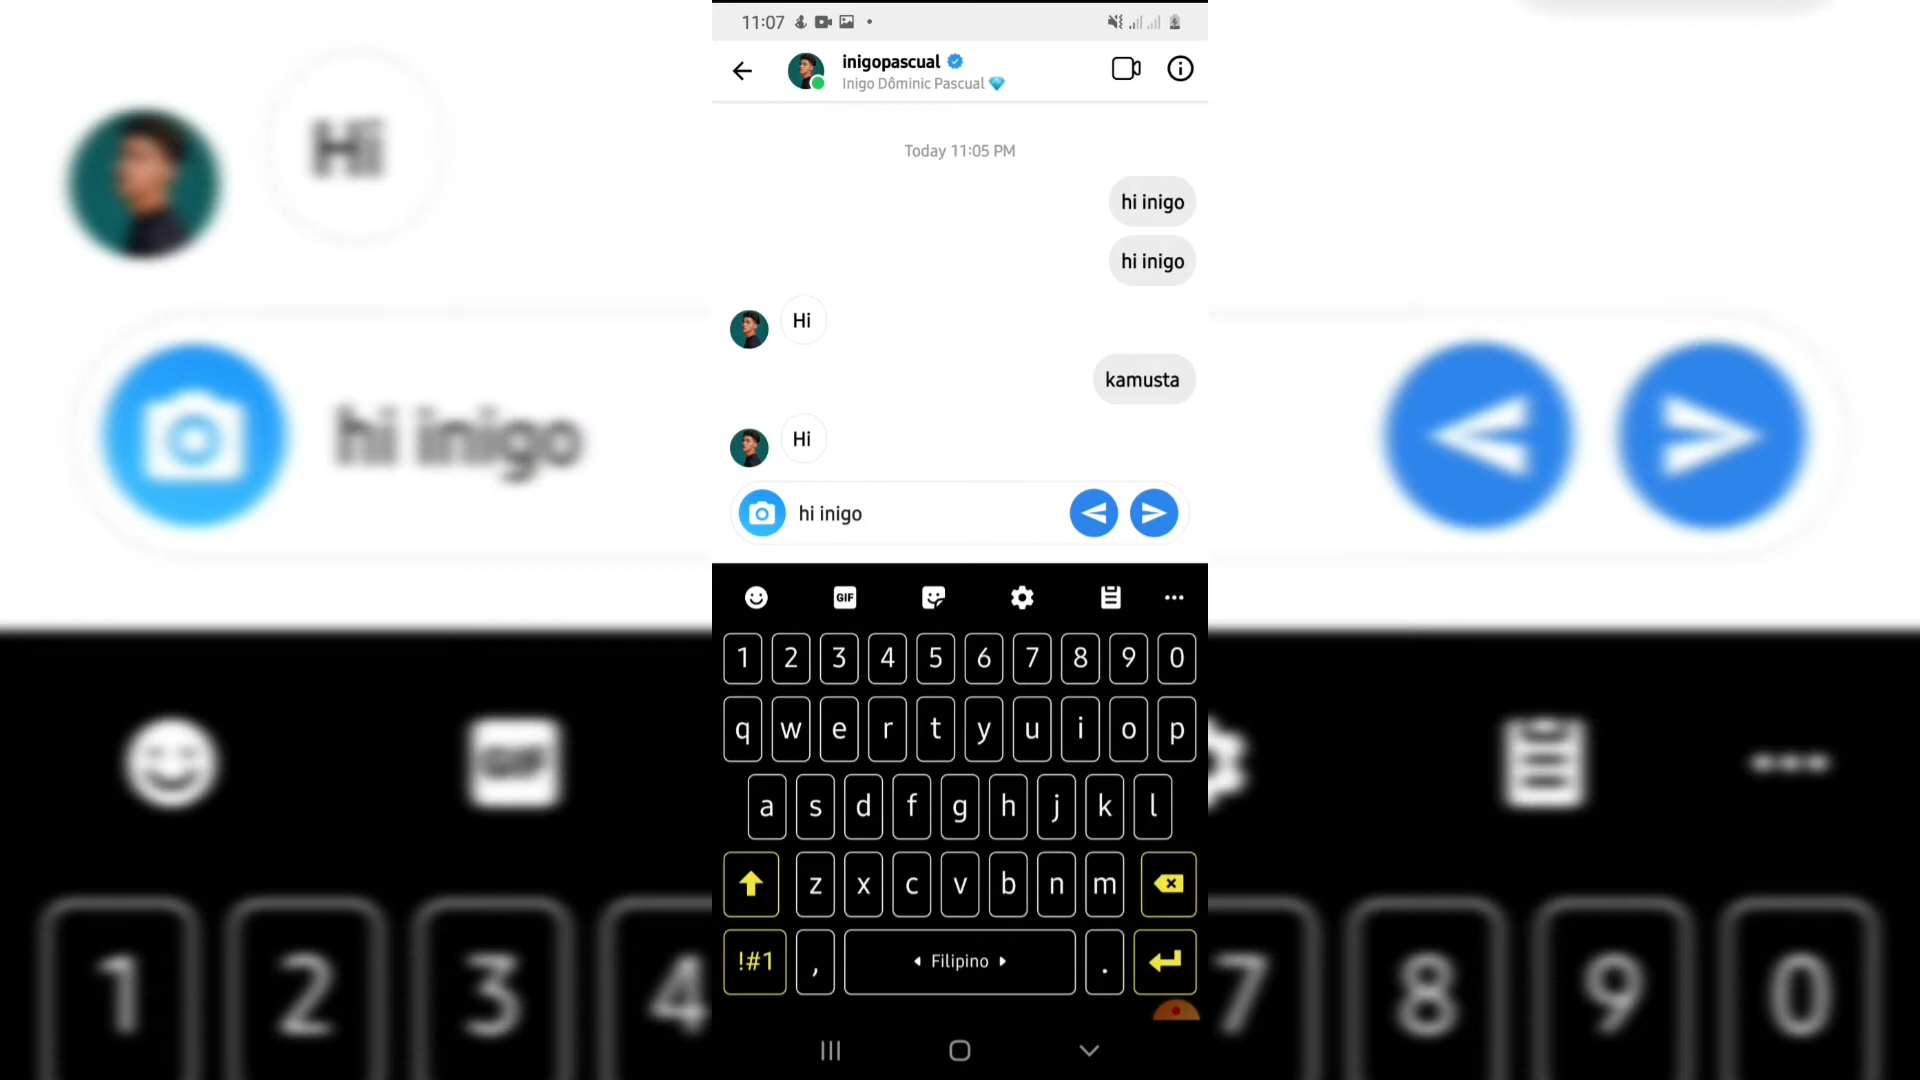 11:07
inigopascual
Inigo Dôminic Pascual
Today 11:05 PM
hi inigo
hi inigo
Hi
kamusta
Hi
hi inigo
GIF
1 2 3 4 5 6 7 8 9 0
q w e r t y u i o p
a s d f g h j k l
z x c v b n m
!#1 , Filipino .
Hi
hi inigo
GIF
1 2 3 4 7 8 9 0